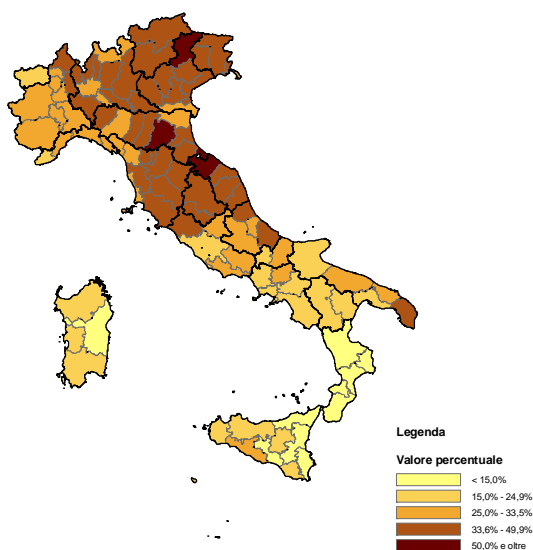 Legenda
Valore percentuale
< 15,0%
15,0% - 24,9%
25,0% - 33,5%
33,6% - 49,9%
50,0% e oltre